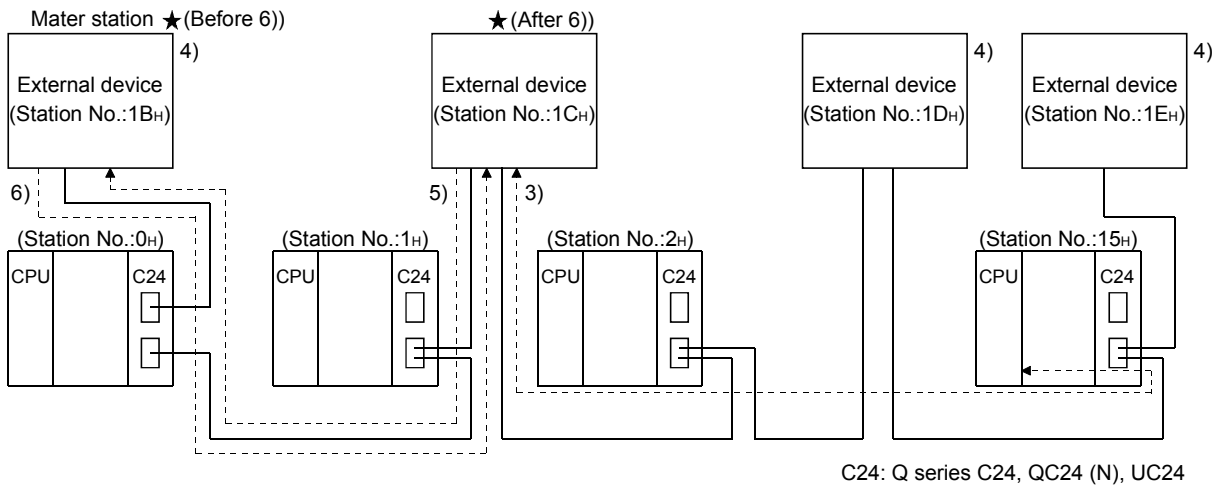 Mater station ★(Before 6))
★(After 6))
4)
External device
(Station No.:1BH)
External device
(Station No.:1CH)
4)
External device
(Station No.:1DH)
4)
External device
(Station No.:1EH)
6)
5)
3)
(Station No.:0H)
CPU
C24
(Station No.:1H)
CPU
C24
(Station No.:2H)
CPU
C24
(Station No.:15H)
CPU
C24
C24: Q series C24, QC24 (N), UC24